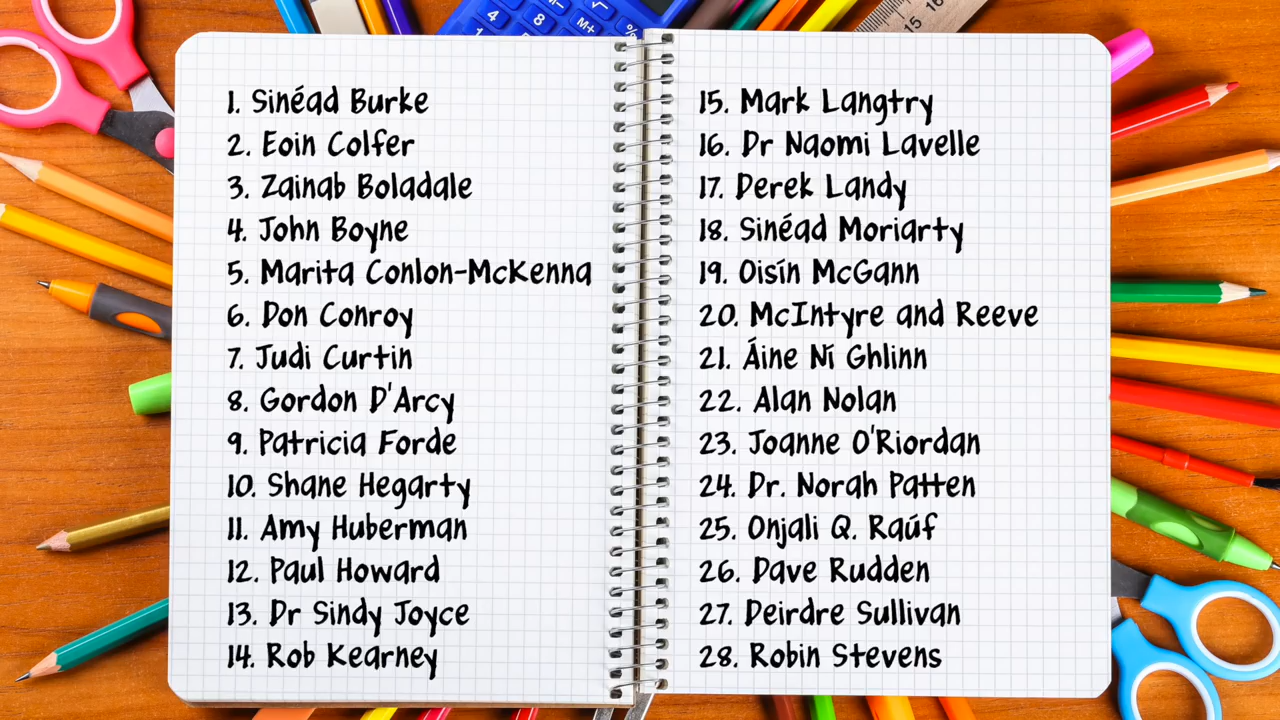 1. Sinéad Burke
2. Eoin Colfer
3. Zainab Boladale
4. John Boyne
5. Marita Conlon-McKenna
6. Don Conroy
7. Judi Curtin
8. Gordon D'Arcy
9. Patricia Forde
10. Shane Hegarty
11. Amy Huberman
12. Paul Howard
13. Dr Sindy Joyce
14. Rob Kearney
15. Mark Langtry
16. Dr Naomi Lavelle
17. Derek Landy
18. Sinéad Moriarty
19. Oisín McGann
20. McIntyre and Reeve
21. Áine Ní Ghlinn
22. Alan Nolan
23. Joanne O'Riordan
24. Dr. Norah Patten
25. Onjali Q. Raúf
26. Dave Rudden
27. Deirdre Sullivan
28. Robin Stevens
4 8 √ M+ %
15 16